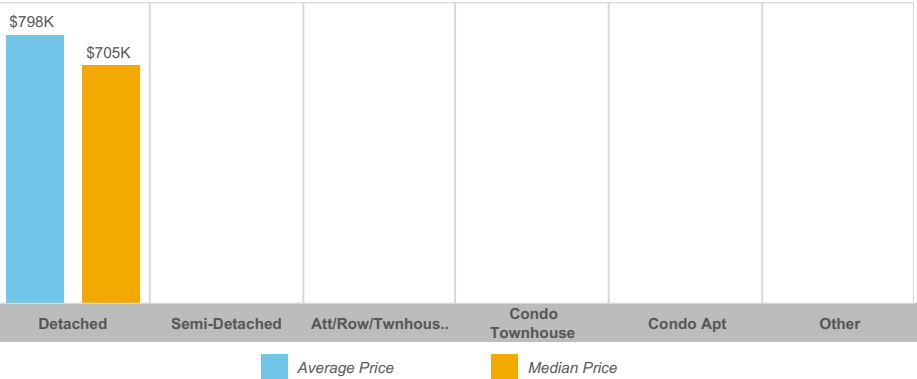 $798K
$705K
Detached
Semi-Detached
Att/Row/Twnhous..
Condo
Townhouse
Condo Apt
Other
Average Price
Median Price